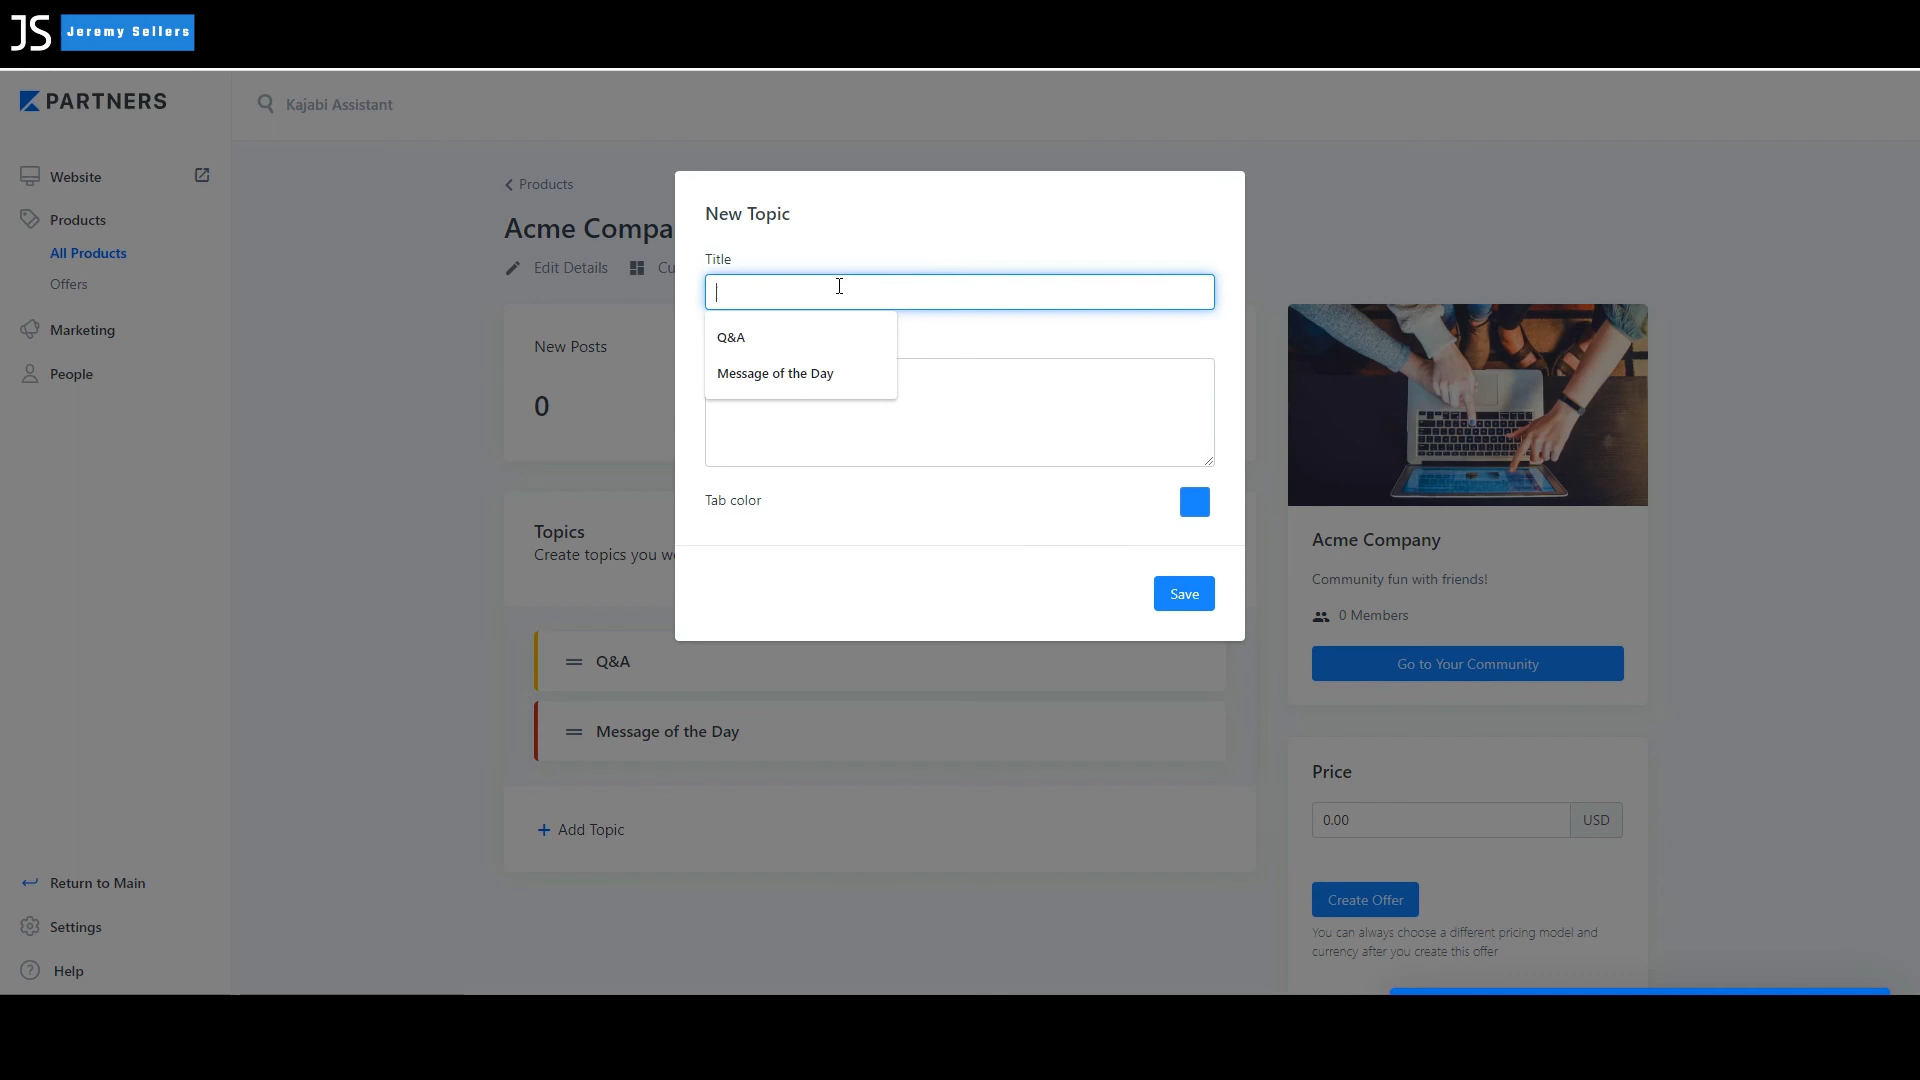 JS Jeremy Sellers
PARTNERS
Kajabi Assistant
Website
Products
All Products
Offers
Marketing
People
Return to Main
Settings
Help
Products
Acme Compa
Edit Details
Cu
New Posts
0
Topics
Create topics you w
Q&A
Message of the Day
Add Topic
New Topic
Title
Q&A
Message of the Day
Tab color
Save
Acme Company
Community fun with friends!
0 Members
Go to Your Community
Price
0.00 USD
Create Offer
You can always choose a different pricing model and
currency after you create this offer